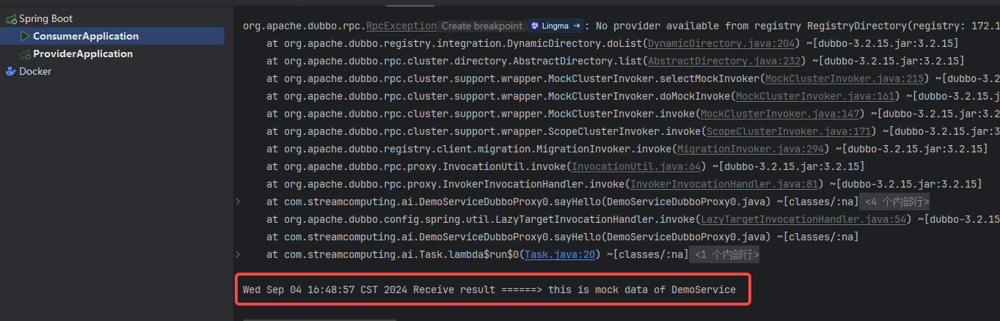 Spring Boot
ConsumerApplication
ProviderApplication
Docker
org.apache.dubbo.rpc.RpcException Create breakpoint Lingma → : No provider available from registry RegistryDirectory(registry: 172.1
at org.apache.dubbo.registry.integration.DynamicDirectory.doList(DynamicDirectory.java:204) ~[dubbo-3.2.15.jar:3.2.15]
at org.apache.dubbo.rpc.cluster.directory.AbstractDirectory.list(AbstractDirectory.java:232) ~[dubbo-3.2.15.jar:3.2.15]
at org.apache.dubbo.rpc.cluster.support.wrapper.MockClusterInvoker.selectMockInvoker(MockClusterInvoker.java:215) ~[dubbo-3.2
at org.apache.dubbo.rpc.cluster.support.wrapper.MockClusterInvoker.doMockInvoke(MockClusterInvoker.java:161) ~[dubbo-3.2.15.j
at org.apache.dubbo.rpc.cluster.support.wrapper.MockClusterInvoker.invoke(MockClusterInvoker.java:147) ~[dubbo-3.2.15.jar:3.2
at org.apache.dubbo.rpc.cluster.support.wrapper.ScopeClusterInvoker.invoke(ScopeClusterInvoker.java:171) ~[dubbo-3.2.15.jar:3
at org.apache.dubbo.registry.client.migration.MigrationInvoker.invoke(MigrationInvoker.java:294) ~[dubbo-3.2.15.jar:3.2.15]
at org.apache.dubbo.rpc.proxy.InvocationUtil.invoke(InvocationUtil.java:64) ~[dubbo-3.2.15.jar:3.2.15]
at org.apache.dubbo.rpc.proxy.InvokerInvocationHandler.invoke(InvokerInvocationHandler.java:81) ~[dubbo-3.2.15.jar:3.2.15]
at com.streamcomputing.ai.DemoServiceDubboProxy0.sayHello(DemoServiceDubboProxy0.java) ~[classes/:na] <4 个内部行>
at org.apache.dubbo.config.spring.util.LazyTargetInvocationHandler.invoke(LazyTargetInvocationHandler.java:54) ~[dubbo-3.2.15
at com.streamcomputing.ai.DemoServiceDubboProxy0.sayHello(DemoServiceDubboProxy0.java) ~[classes/:na]
at com.streamcomputing.ai.Task.lambda$run$0(Task.java:20) ~[classes/:na] <1 个内部行>
Wed Sep 04 16:48:57 CST 2024 Receive result ======> this is mock data of DemoService